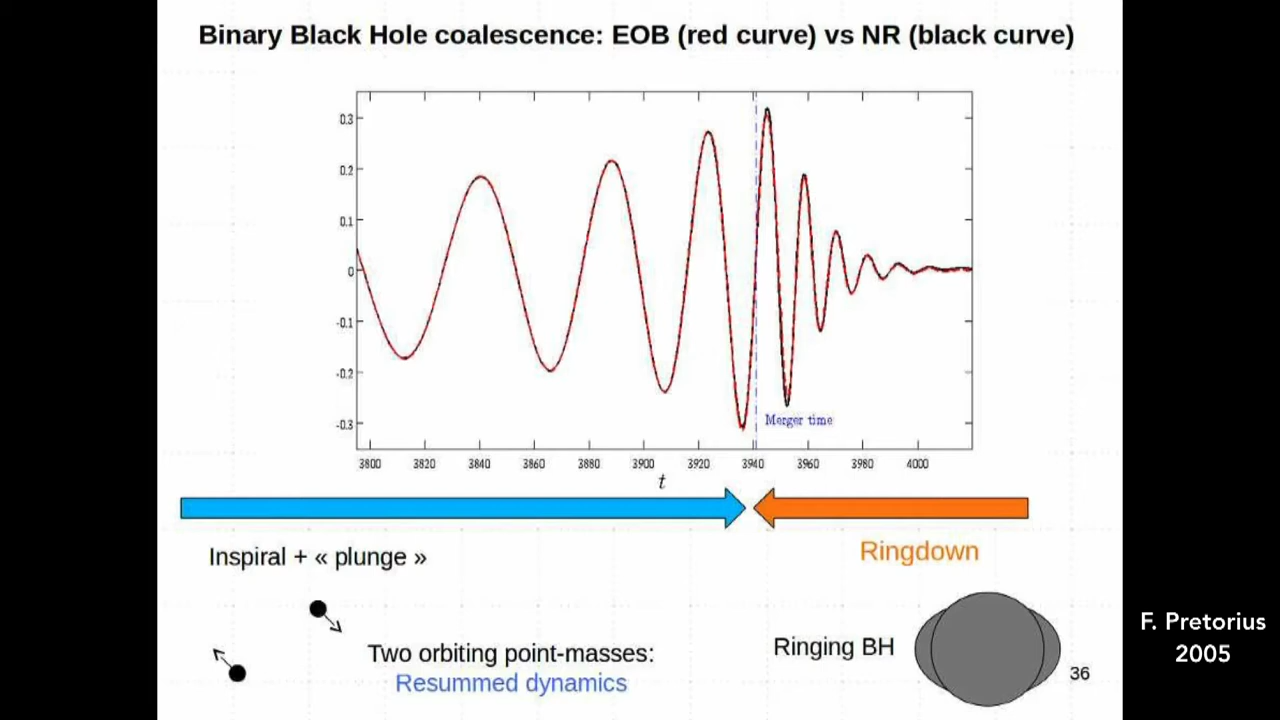 Binary Black Hole coalescence: EOB (red curve) vs NR (black curve)
0.3
0.2
0.1
0
-0.1
-0.2
-0.3
Merger time
3800 3820 3840 3860 3880 3900 3920 3940 3960 3980 4000
t
Inspiral + « plunge »
Ringdown
Two orbiting point-masses:
Resummed dynamics
Ringing BH
36
F. Pretorius
2005